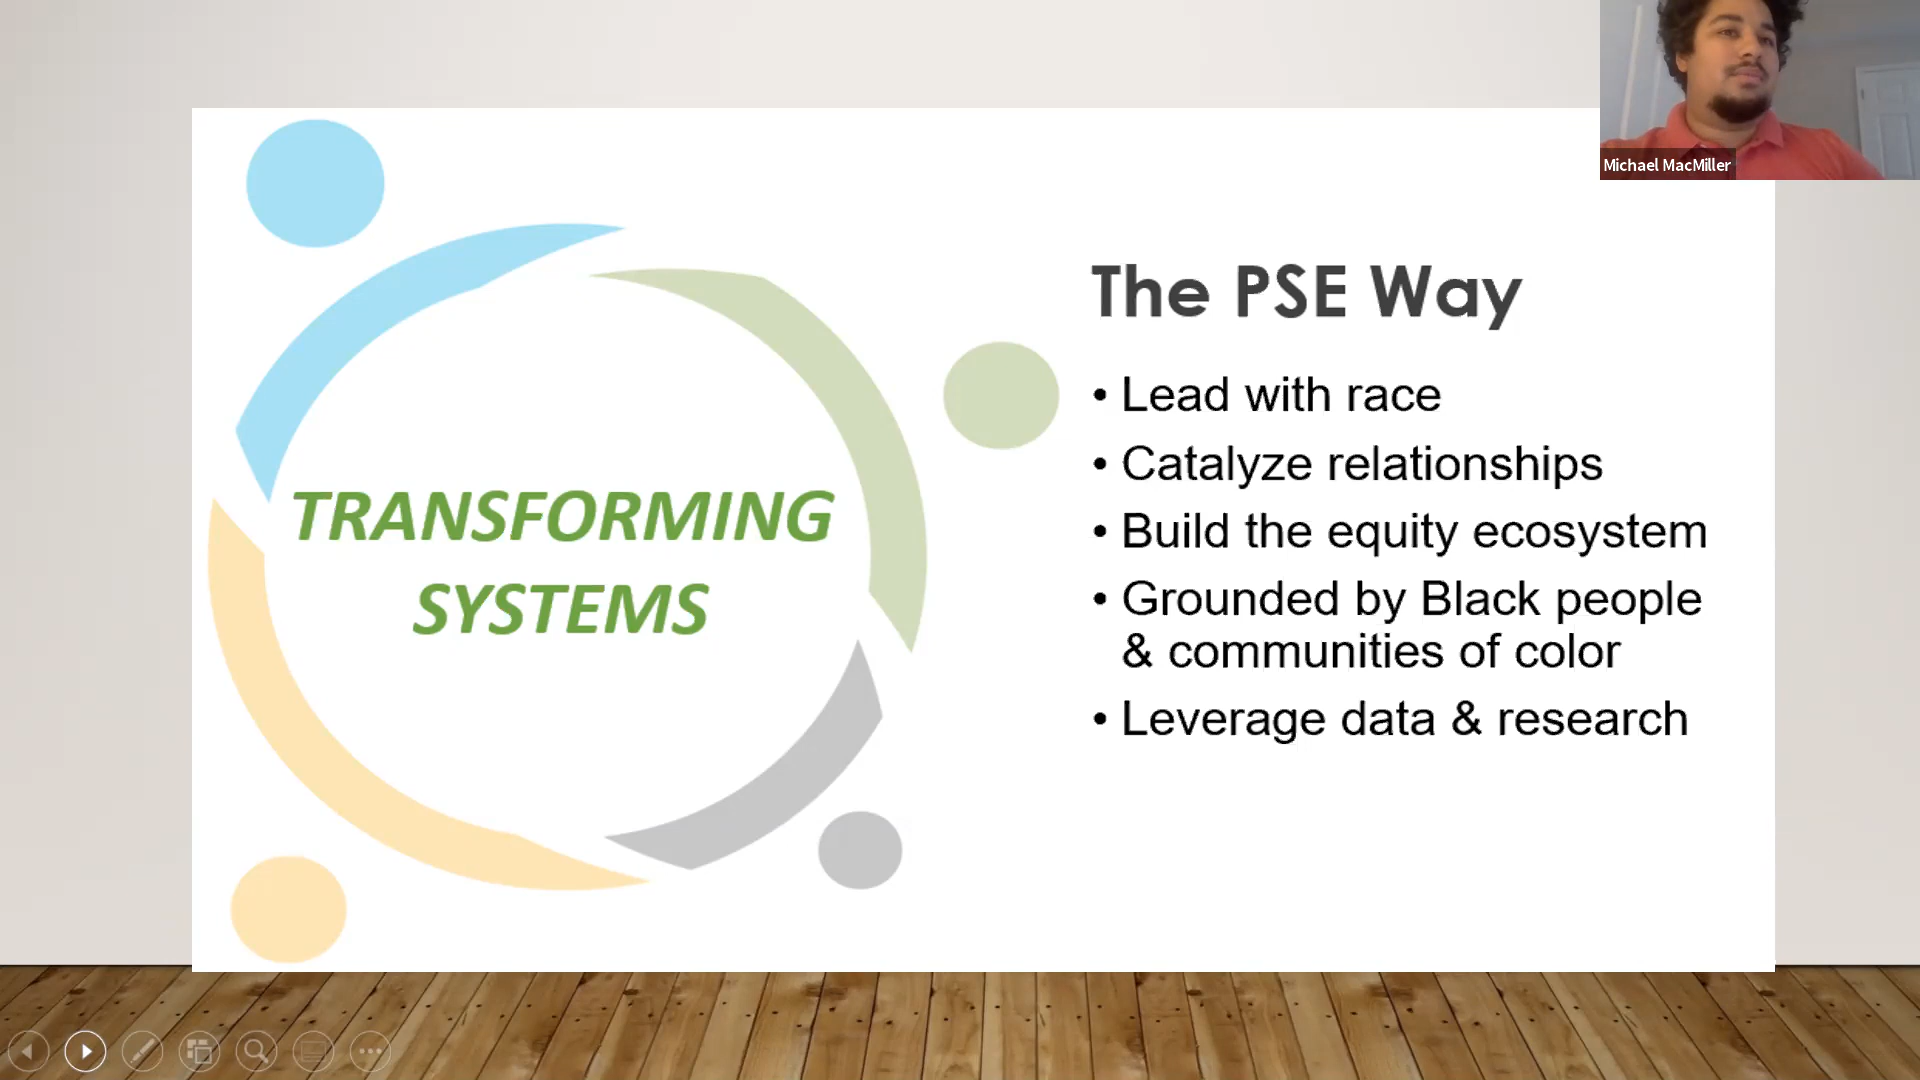 Michael MacMiller
TRANSFORMING
SYSTEMS
The PSE Way
• Lead with race
• Catalyze relationships
• Build the equity ecosystem
• Grounded by Black people
& communities of color
• Leverage data & research